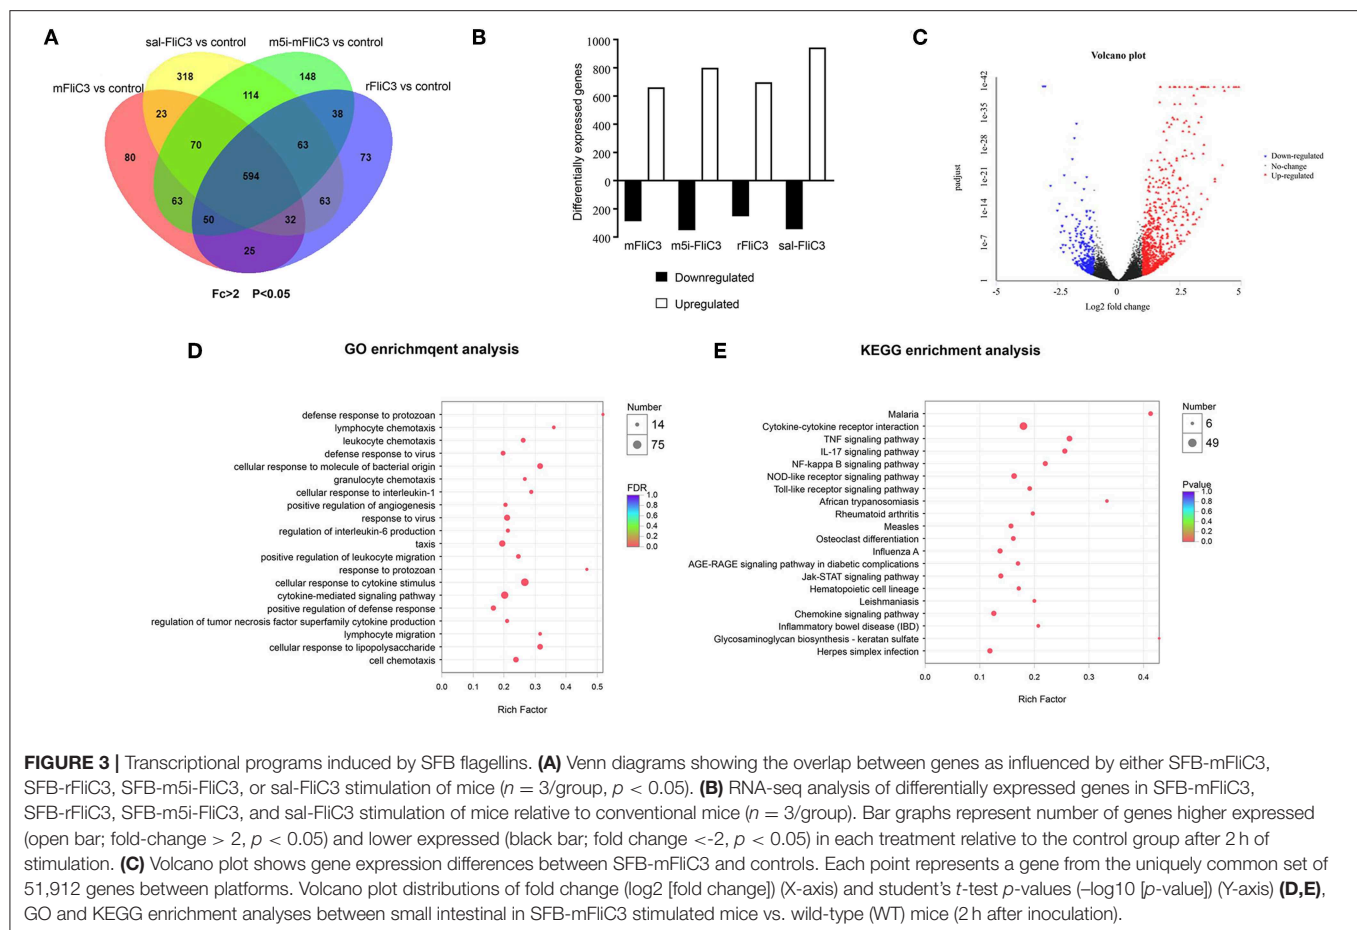 A
sal-FliC3 vs control
m5i-mFliC3 vs control
mFliC3 vs control
rFliC3 vs control
318
148
114
23
38
80
70
63
73
594
63
63
50
32
25
Fc>2 P<0.05
B
Differentially expressed genes
1000
800
600
400
200
0
200
400
mFliC3
m5i-FliC3
rFliC3
sal-FliC3
Downregulated
Upregulated
C
Volcano plot
padjust
1e-42
1e-35
1e-28
1e-21
1e-14
1e-7
1
-5
-2.5
0
2.5
5
Log2 fold change
Down-regulated
No-change
Up-regulated
D
GO enrichmqent analysis
defense response to protozoan
lymphocyte chemotaxis
leukocyte chemotaxis
defense response to virus
cellular response to molecule of bacterial origin
granulocyte chemotaxis
cellular response to interleukin-1
positive regulation of angiogenesis
response to virus
regulation of interleukin-6 production
taxis
positive regulation of leukocyte migration
response to protozoan
cellular response to cytokine stimulus
cytokine-mediated signaling pathway
positive regulation of defense response
regulation of tumor necrosis factor superfamily cytokine production
lymphocyte migration
cellular response to lipopolysaccharide
cell chemotaxis
0.0
0.1
0.2
0.3
0.4
0.5
Rich Factor
Number
14
75
FDR
1.0
0.8
0.6
0.4
0.2
0.0
E
KEGG enrichment analysis
Malaria
Cytokine-cytokine receptor interaction
TNF signaling pathway
IL-17 signaling pathway
NF-kappa B signaling pathway
NOD-like receptor signaling pathway
Toll-like receptor signaling pathway
African trypanosomiasis
Rheumatoid arthritis
Measles
Osteoclast differentiation
Influenza A
AGE-RAGE signaling pathway in diabetic complications
Jak-STAT signaling pathway
Hematopoietic cell lineage
Leishmaniasis
Chemokine signaling pathway
Inflammatory bowel disease (IBD)
Glycosaminoglycan biosynthesis - keratan sulfate
Herpes simplex infection
0.0
0.1
0.2
0.3
0.4
Rich Factor
Number
6
49
Pvalue
1.0
0.8
0.6
0.4
0.2
0.0
FIGURE 3 | Transcriptional programs induced by SFB flagellins. (A) Venn diagrams showing the overlap between genes as influenced by either SFB-mFliC3,
SFB-rFliC3, SFB-m5i-FliC3, or sal-FliC3 stimulation of mice (n = 3/group, p < 0.05). (B) RNA-seq analysis of differentially expressed genes in SFB-mFliC3,
SFB-rFliC3, SFB-m5i-FliC3, and sal-FliC3 stimulation of mice relative to conventional mice (n = 3/group). Bar graphs represent number of genes higher expressed
(open bar; fold-change > 2, p < 0.05) and lower expressed (black bar; fold change <-2, p < 0.05) in each treatment relative to the control group after 2 h of
stimulation. (C) Volcano plot shows gene expression differences between SFB-mFliC3 and controls. Each point represents a gene from the uniquely common set of
51,912 genes between platforms. Volcano plot distributions of fold change (log2 [fold change]) (X-axis) and student's t-test p-values (–log10 [p-value]) (Y-axis) (D,E),
GO and KEGG enrichment analyses between small intestinal in SFB-mFliC3 stimulated mice vs. wild-type (WT) mice (2 h after inoculation).